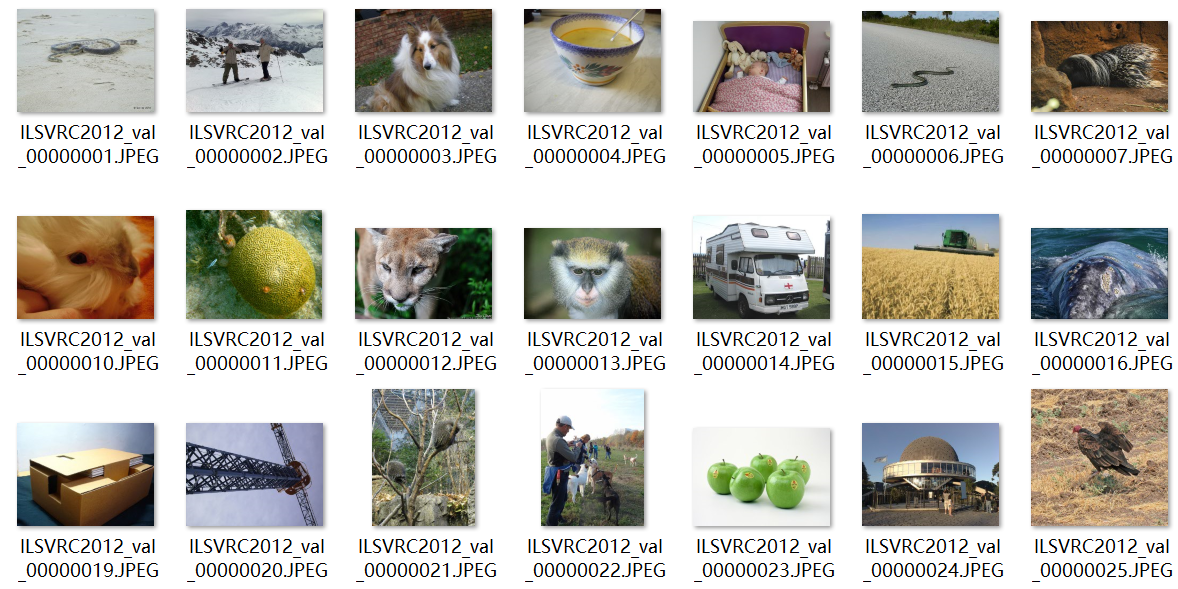 ILSVRC2012_val ILSVRC2012_val ILSVRC2012_val ILSVRC2012_val ILSVRC2012_val ILSVRC2012_val ILSVRC2012_val
_00000001.JPEG _00000002.JPEG _00000003.JPEG _00000004.JPEG _00000005.JPEG _00000006.JPEG _00000007.JPEG
ILSVRC2012_val ILSVRC2012_val ILSVRC2012_val ILSVRC2012_val ILSVRC2012_val ILSVRC2012_val ILSVRC2012_val
_00000010.JPEG _00000011.JPEG _00000012.JPEG _00000013.JPEG _00000014.JPEG _00000015.JPEG _00000016.JPEG
ILSVRC2012_val ILSVRC2012_val ILSVRC2012_val ILSVRC2012_val ILSVRC2012_val ILSVRC2012_val ILSVRC2012_val
_00000019.JPEG _00000020.JPEG _00000021.JPEG _00000022.JPEG _00000023.JPEG _00000024.JPEG _00000025.JPEG